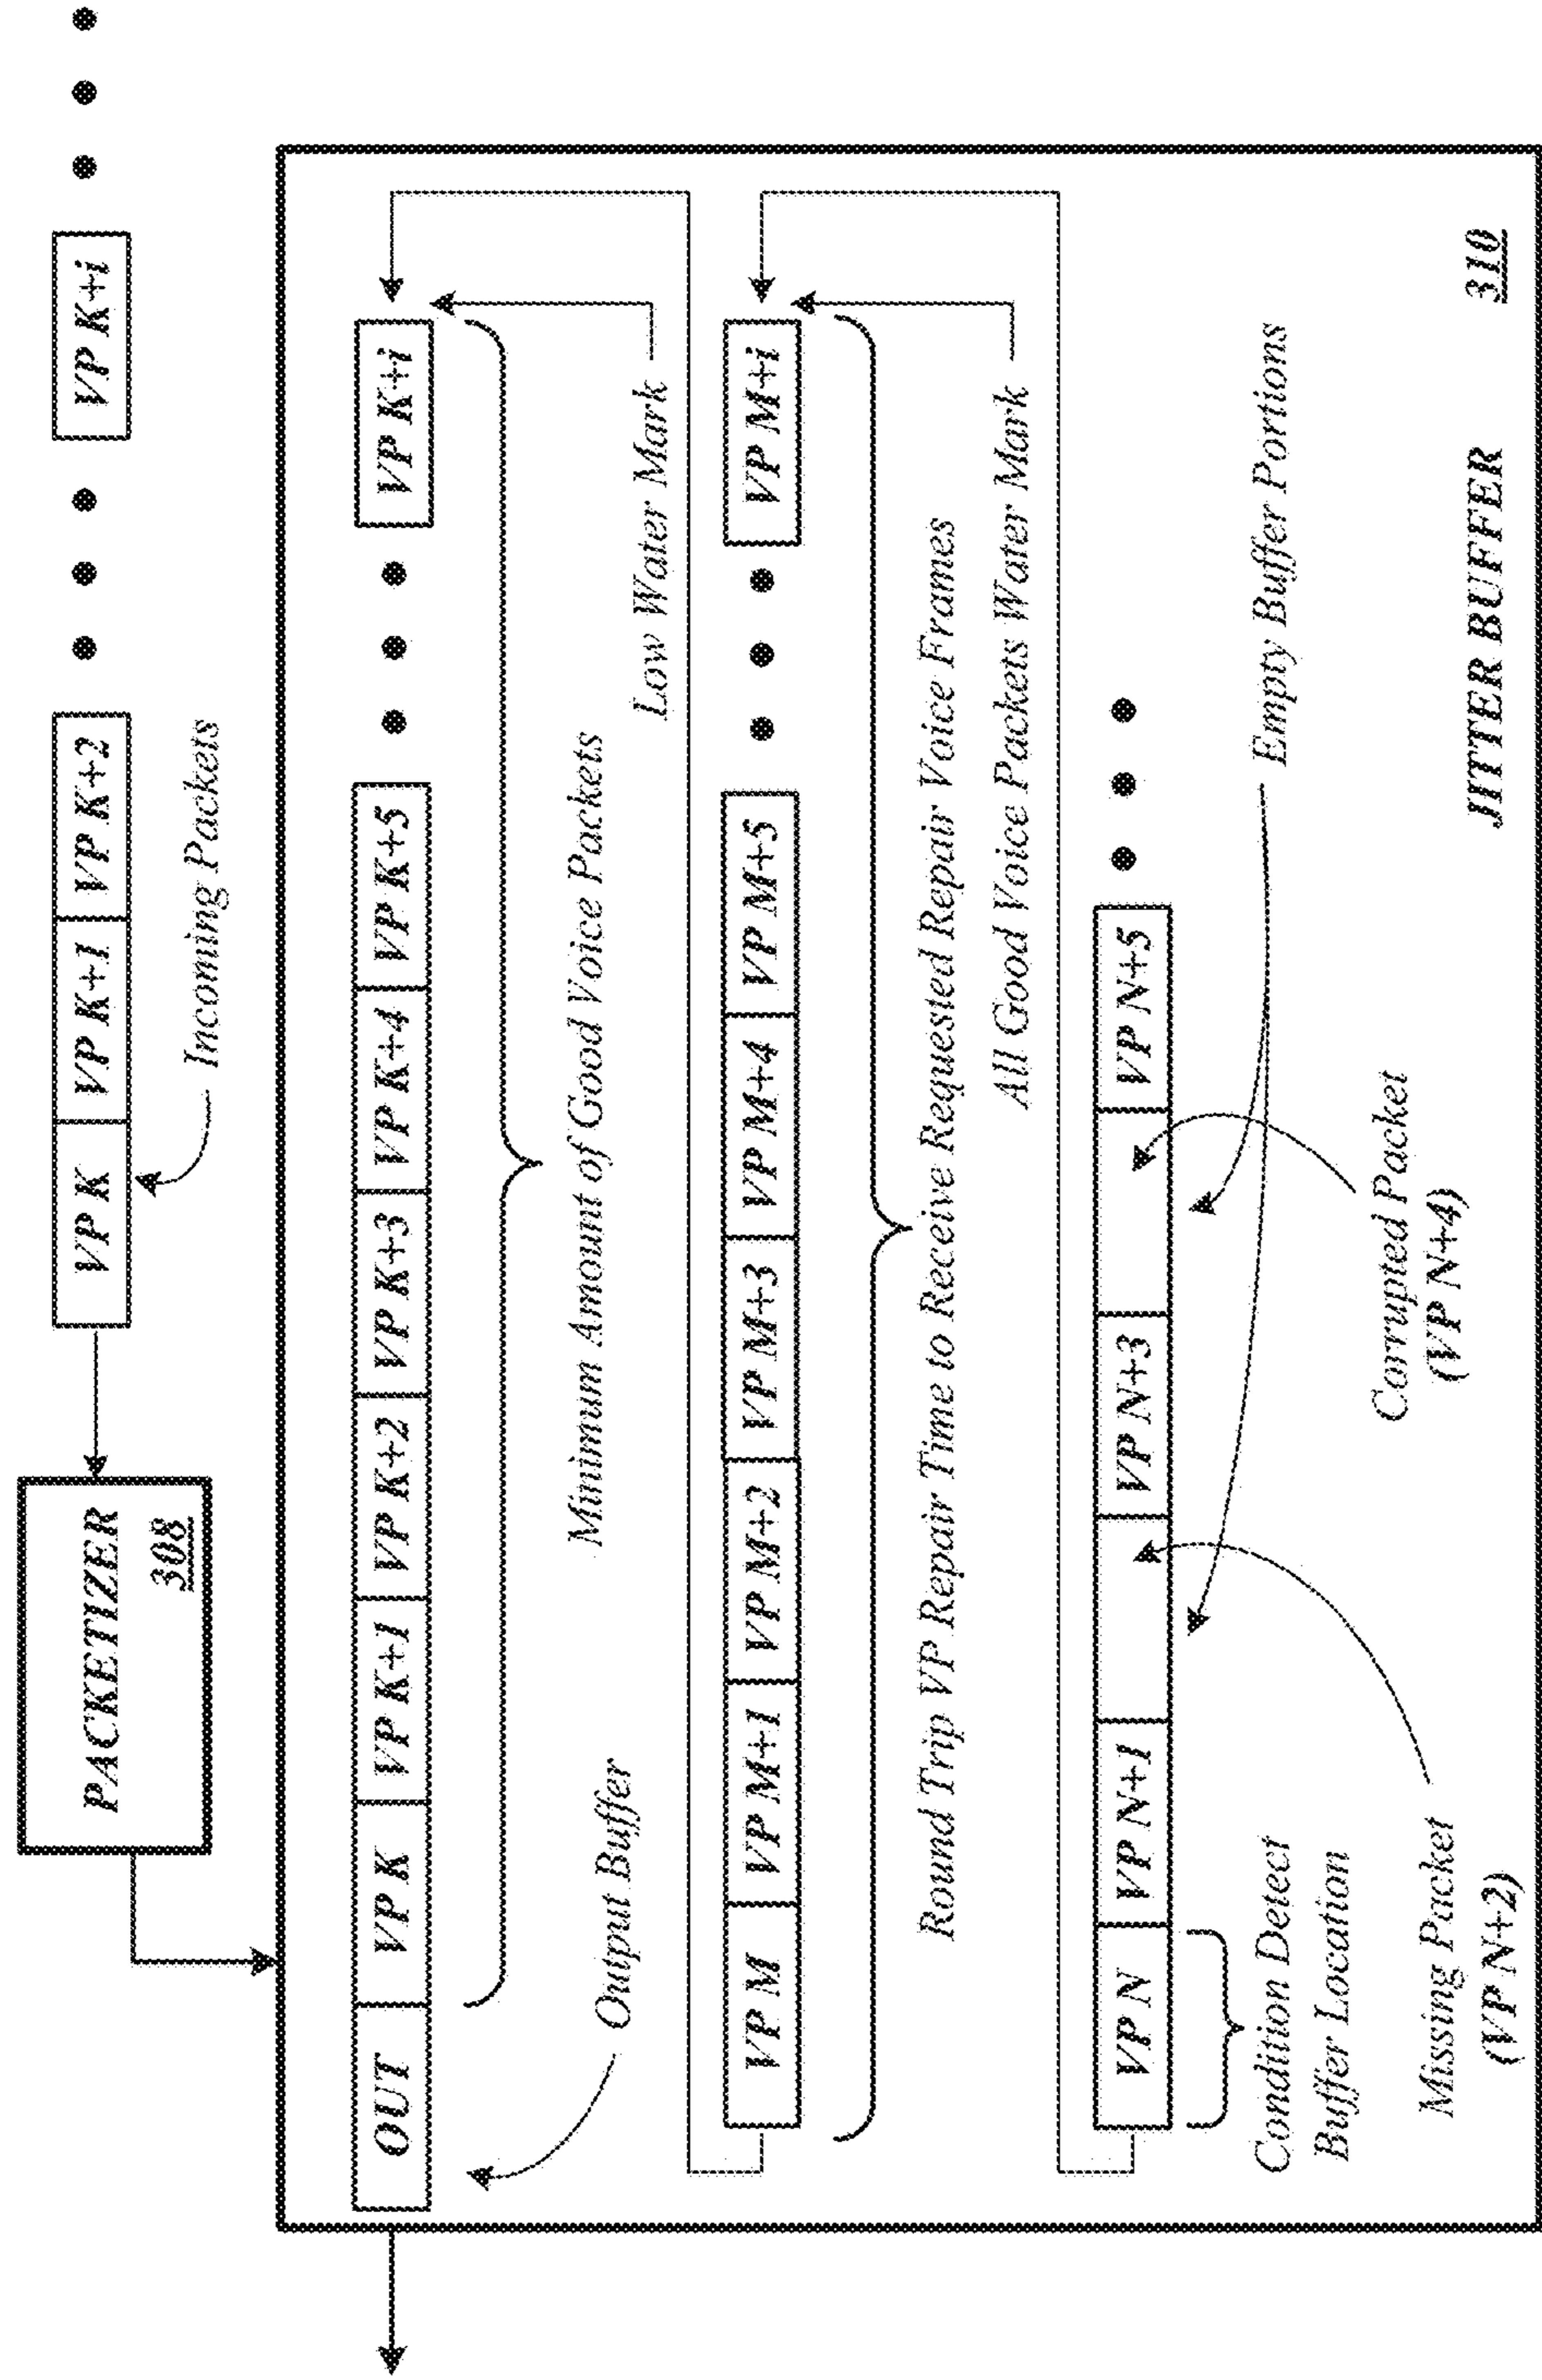 PACKETIZER
308
VP K
VP K+1
VP K+2
VP K+i
Incoming Packets
OUT
VP K
VP K+1
VP K+2
VP K+3
VP K+4
VP K+5
VP K+i
Minimum Amount of Good Voice Packets
Output Buffer
Low Water Mark
VP M
VP M+1
VP M+2
VP M+3
VP M+4
VP M+5
VP M+i
Round Trip VP Repair Time to Receive Requested Repair Voice Frames
All Good Voice Packets Water Mark
VP N
VP N+1
VP N+3
VP N+5
Condition Detect
Buffer Location
Empty Buffer Portions
Missing Packet
(VP N+2)
Corrupted Packet
(VP N+4)
JITTER BUFFER
310